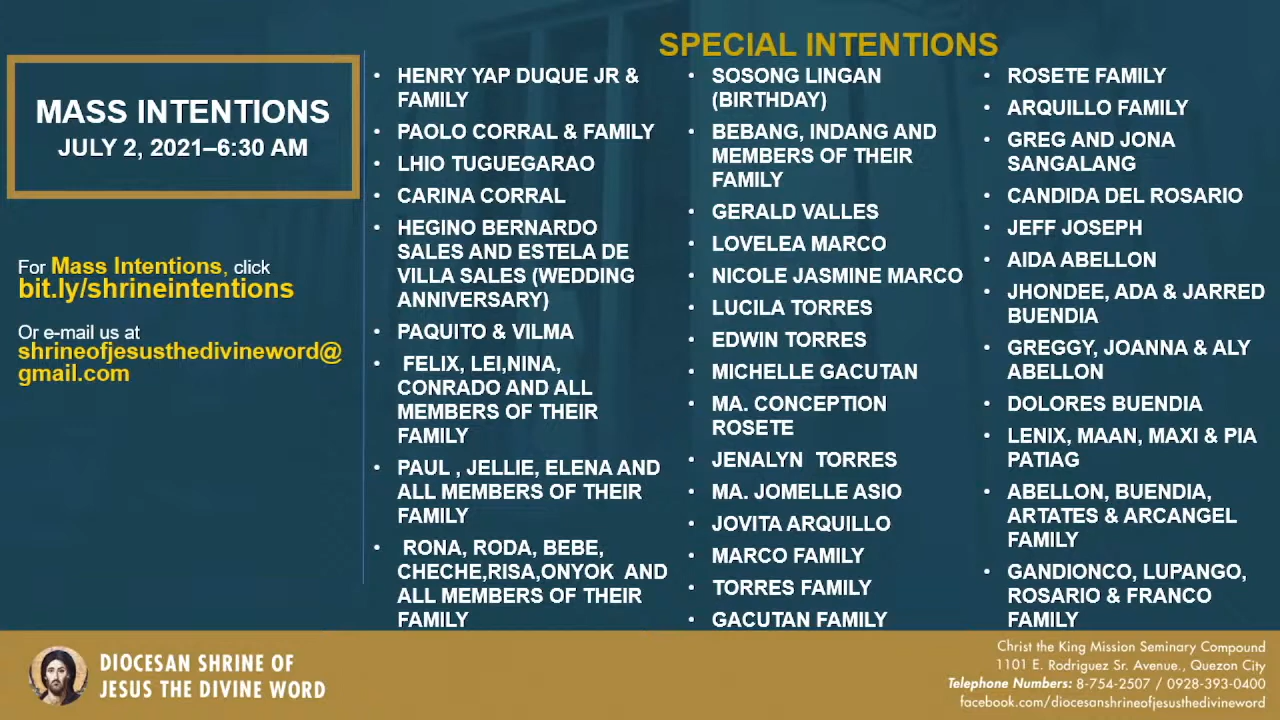 MASS INTENTIONS
JULY 2, 2021–6:30 AM
For Mass Intentions, click
bit.ly/shrineintentions
Or e-mail us at
shrineofjesusthedivineword@
gmail.com
SPECIAL INTENTIONS
• HENRY YAP DUQUE JR &
FAMILY
• PAOLO CORRAL & FAMILY
• LHIO TUGUEGARAO
• CARINA CORRAL
• HEGINO BERNARDO
SALES AND ESTELA DE
VILLA SALES (WEDDING
ANNIVERSARY)
• PAQUITO & VILMA
• FELIX, LEI,NINA,
CONRADO AND ALL
MEMBERS OF THEIR
FAMILY
• PAUL , JELLIE, ELENA AND
ALL MEMBERS OF THEIR
FAMILY
• RONA, RODA, BEBE,
CHECHE,RISA,ONYOK AND
ALL MEMBERS OF THEIR
FAMILY
• SOSONG LINGAN
(BIRTHDAY)
• BEBANG, INDANG AND
MEMBERS OF THEIR
FAMILY
• GERALD VALLES
• LOVELEA MARCO
• NICOLE JASMINE MARCO
• LUCILA TORRES
• EDWIN TORRES
• MICHELLE GACUTAN
• MA. CONCEPTION
ROSETE
• JENALYN TORRES
• MA. JOMELLE ASIO
• JOVITA ARQUILLO
• MARCO FAMILY
• TORRES FAMILY
• GACUTAN FAMILY
• ROSETE FAMILY
• ARQUILLO FAMILY
• GREG AND JONA
SANGALANG
• CANDIDA DEL ROSARIO
• JEFF JOSEPH
• AIDA ABELLON
• JHONDEE, ADA & JARRED
BUENDIA
• GREGGY, JOANNA & ALY
ABELLON
• DOLORES BUENDIA
• LENIX, MAAN, MAXI & PIA
PATIAG
• ABELLON, BUENDIA,
ARTATES & ARCANGEL
FAMILY
• GANDIONCO, LUPANGO,
ROSARIO & FRANCO
FAMILY
DIOCESAN SHRINE OF
JESUS THE DIVINE WORD
Christ the King Mission Seminary Compound
1101 E. Rodriguez Sr. Avenue., Quezon City
Telephone Numbers: 8-754-2507 / 0928-393-0400
facebook.com/diocesanshrineofjesusthedivineword